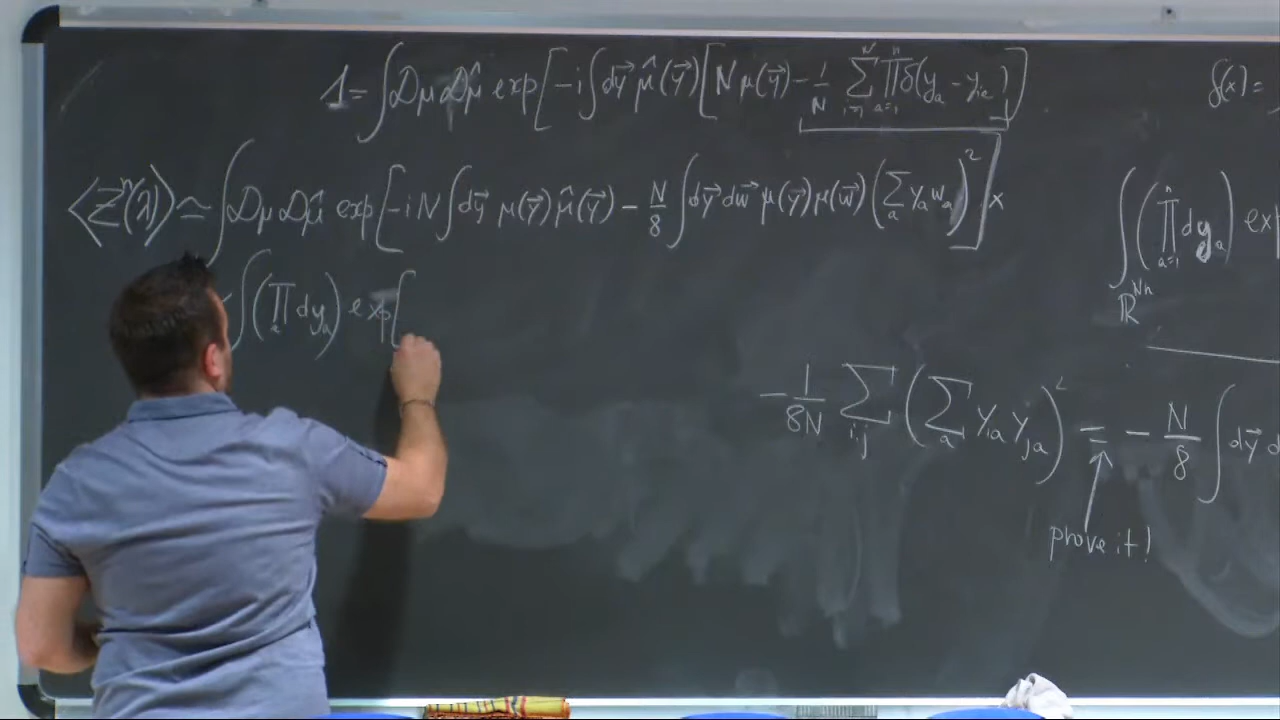 1 = ∫ Dμ Dμ̂ exp[-i ∫ dy⃗ μ̂(y⃗) [N μ(y⃗) - 1/N ∑_{i=1}^{N} ∏_{a=1}^{n} δ(y_a - y_{ia})]
δ(x) =
⟨Z^n(λ)⟩ ≃ ∫ Dμ Dμ̂ exp[-i N ∫ dy⃗ μ(y⃗) μ̂(y⃗) - N/8 ∫ dy⃗ dw⃗ μ(y⃗) μ(w⃗) (∑_a y_a w_a)^2] x
∫_{ℝ^{Nn}} (∏_{a=1}^{n} dy_a) exp
∫ (∏ dy_a) exp[
- 1/8N ∑_{i,j} (∑_a y_{ia} y_{ja})^2 = - N/8 ∫ dy⃗ d
prove it!